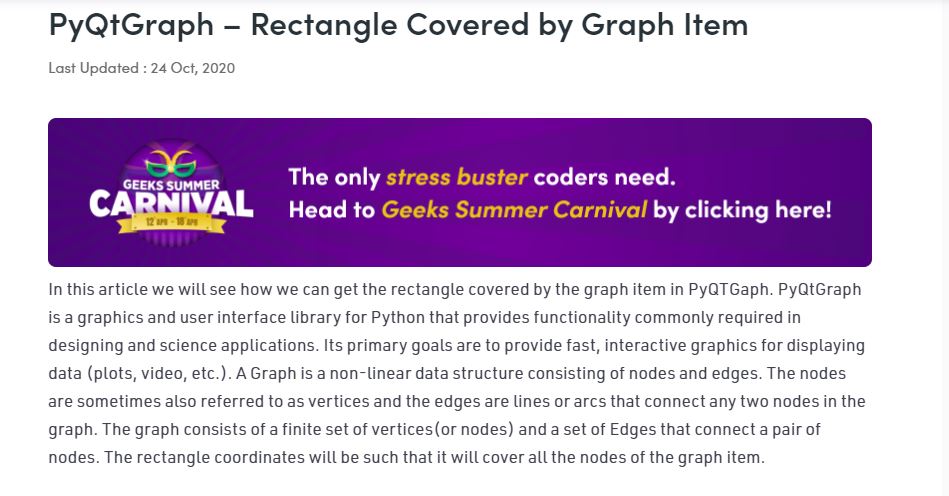 PyQtGraph – Rectangle Covered by Graph Item
Last Updated : 24 Oct, 2020
GEEKS SUMMER
CARNIVAL
12 APR - 18 APR
The only stress buster coders need.
Head to Geeks Summer Carnival by clicking here!
In this article we will see how we can get the rectangle covered by the graph item in PyQTGaph. PyQtGraph
is a graphics and user interface library for Python that provides functionality commonly required in
designing and science applications. Its primary goals are to provide fast, interactive graphics for displaying
data (plots, video, etc.). A Graph is a non-linear data structure consisting of nodes and edges. The nodes
are sometimes also referred to as vertices and the edges are lines or arcs that connect any two nodes in the
graph. The graph consists of a finite set of vertices(or nodes) and a set of Edges that connect a pair of
nodes. The rectangle coordinates will be such that it will cover all the nodes of the graph item.